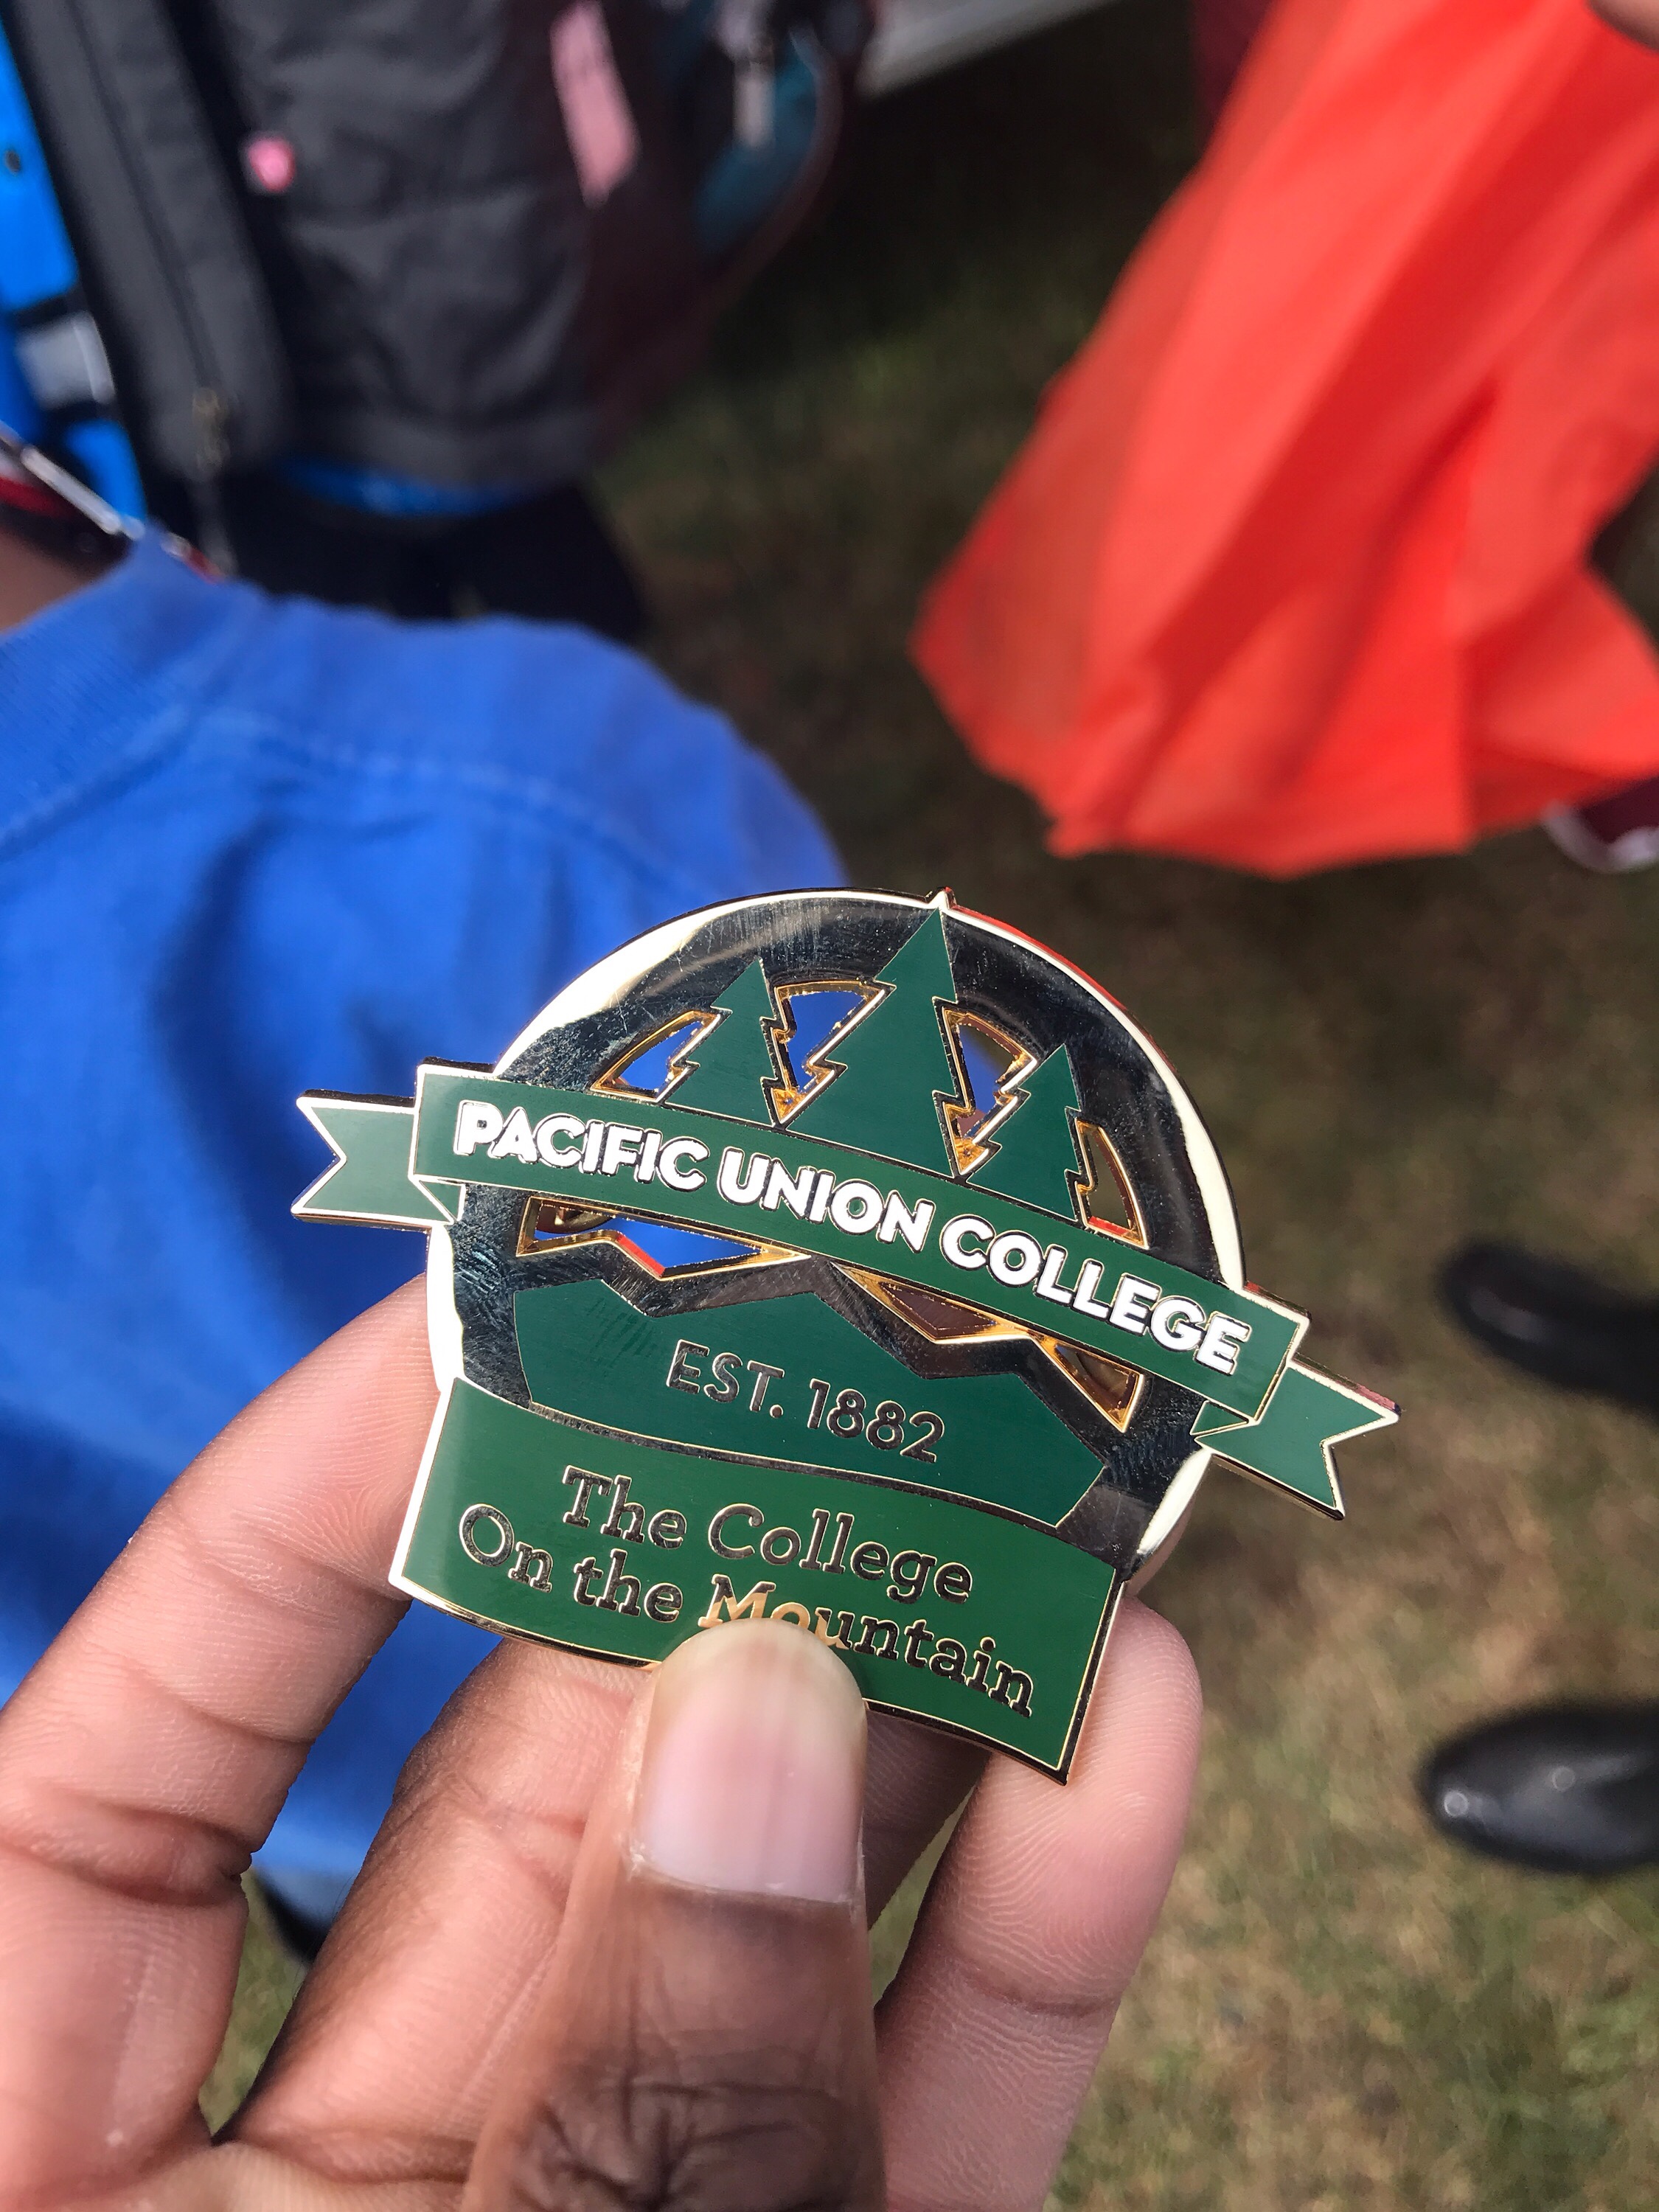 PACIFIC UNION COLLEGE
EST. 1882
The College
On the Mountain